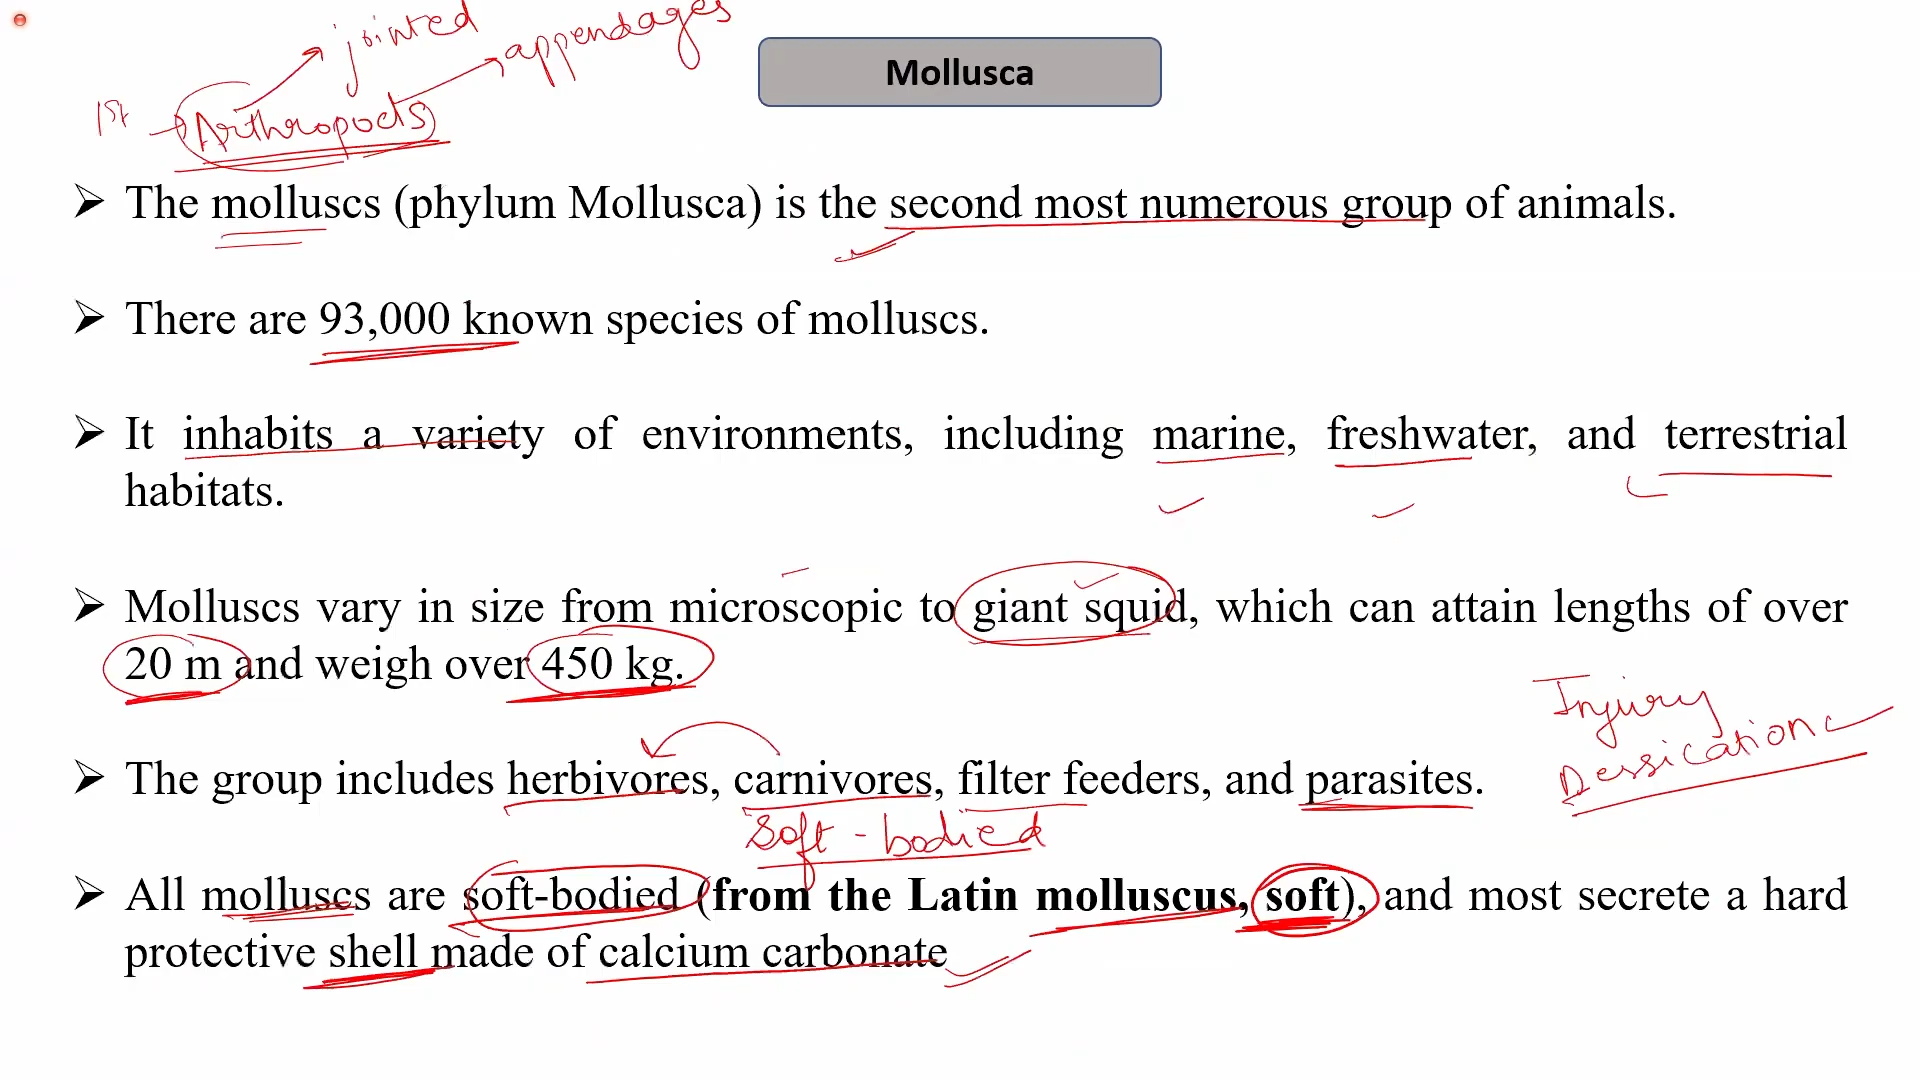 jointed
appendages
Mollusca
1st → Arthropods
➢ The molluscs (phylum Mollusca) is the second most numerous group of animals.
➢ There are 93,000 known species of molluscs.
➢ It inhabits a variety of environments, including marine, freshwater, and terrestrial
habitats.
➢ Molluscs vary in size from microscopic to giant squid, which can attain lengths of over
20 m and weigh over 450 kg.
Injury
Dessication
➢ The group includes herbivores, carnivores, filter feeders, and parasites.
Soft - bodied
➢ All molluscs are soft-bodied (from the Latin molluscus, soft), and most secrete a hard
protective shell made of calcium carbonate